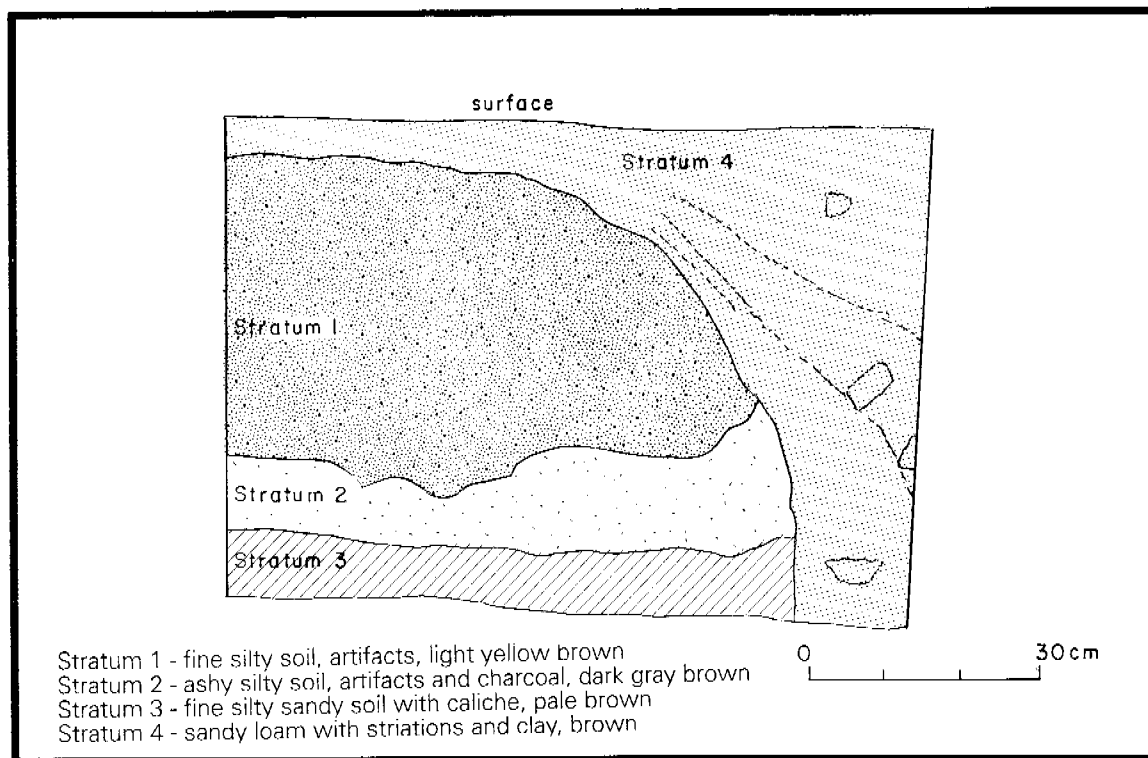 surface
Stratum 4
Stratum 1
Stratum 2
Stratum 3
Stratum 1 - fine silty soil, artifacts, light yellow brown
Stratum 2 - ashy silty soil, artifacts and charcoal, dark gray brown
Stratum 3 - fine silty sandy soil with caliche, pale brown
Stratum 4 - sandy loam with striations and clay, brown
0 30 cm